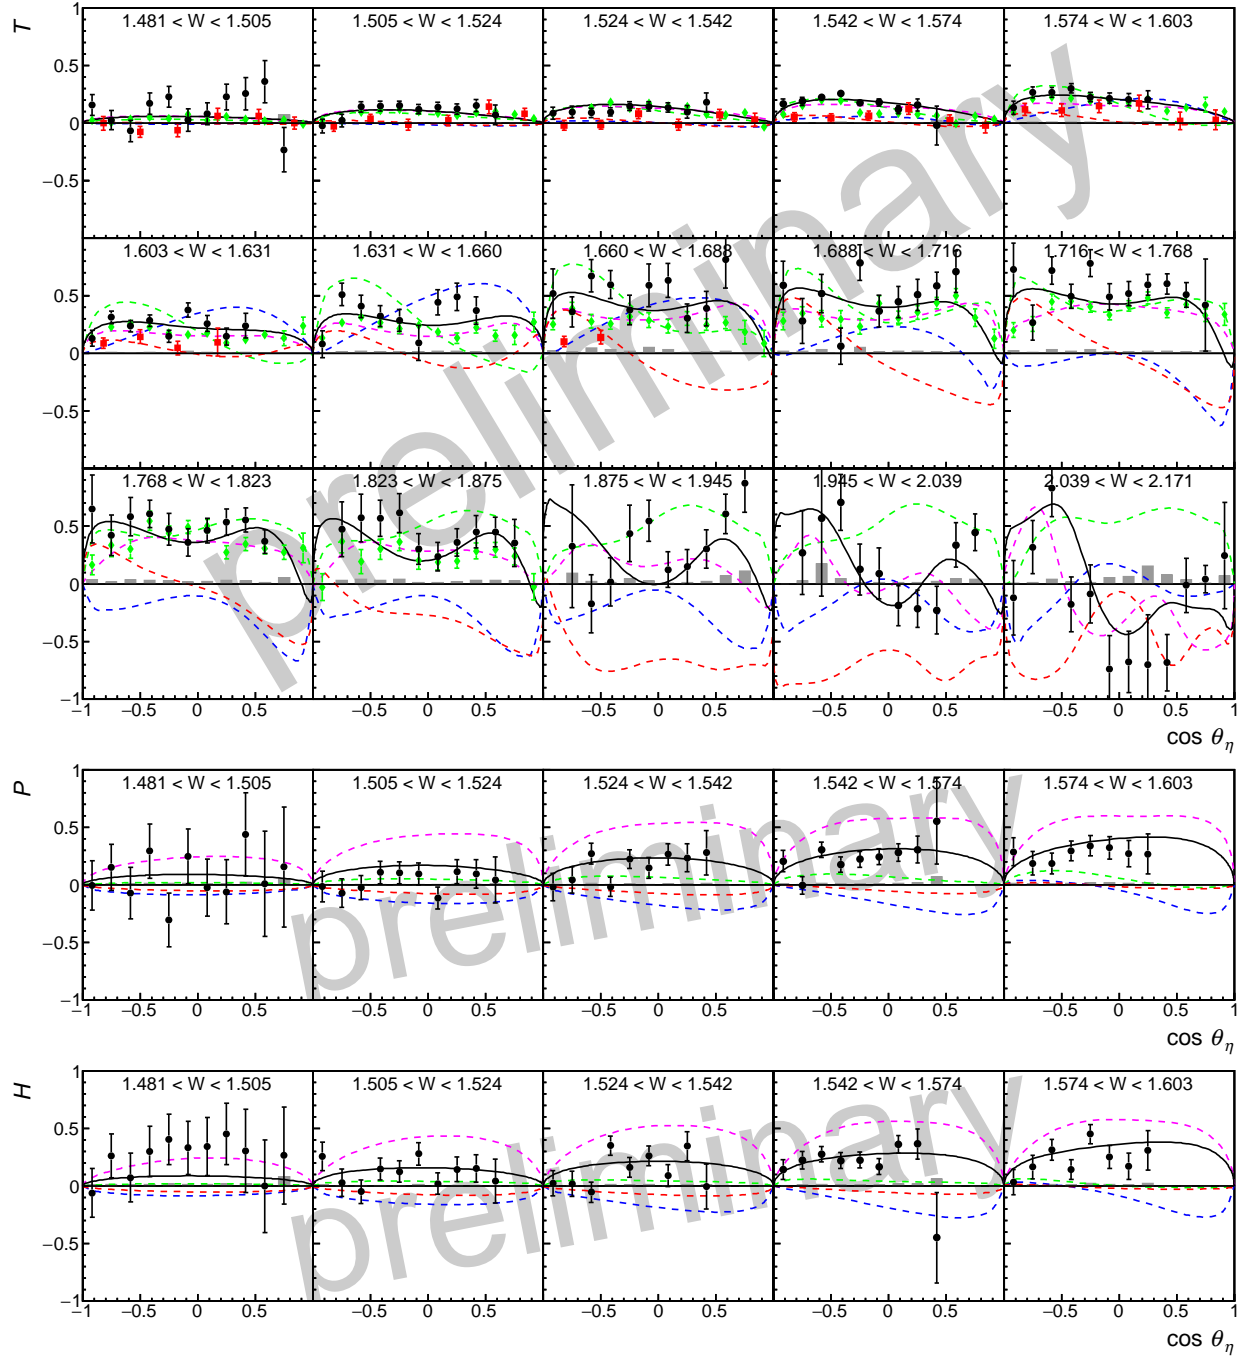 T
1
1.481 < W < 1.505
1.505 < W < 1.524
1.524 < W < 1.542
1.542 < W < 1.574
1.574 < W < 1.603
0.5
0
−0.5
1.603 < W < 1.631
1.631 < W < 1.660
1.660 < W < 1.688
1.688 < W < 1.716
1.716 < W < 1.768
0.5
0
−0.5
1.768 < W < 1.823
1.823 < W < 1.875
1.875 < W < 1.945
1.945 < W < 2.039
2.039 < W < 2.171
0.5
0
−0.5
−1
preliminary
−1 −0.5 0 0.5 −0.5 0 0.5 −0.5 0 0.5 −0.5 0 0.5 −0.5 0 0.5 1
cos θη
P
1
1.481 < W < 1.505
1.505 < W < 1.524
1.524 < W < 1.542
1.542 < W < 1.574
1.574 < W < 1.603
0.5
0
−0.5
−1
preliminary
−1 −0.5 0 0.5 −0.5 0 0.5 −0.5 0 0.5 −0.5 0 0.5 −0.5 0 0.5 1
cos θη
H
1
1.481 < W < 1.505
1.505 < W < 1.524
1.524 < W < 1.542
1.542 < W < 1.574
1.574 < W < 1.603
0.5
0
−0.5
−1
preliminary
−1 −0.5 0 0.5 −0.5 0 0.5 −0.5 0 0.5 −0.5 0 0.5 −0.5 0 0.5 1
cos θη